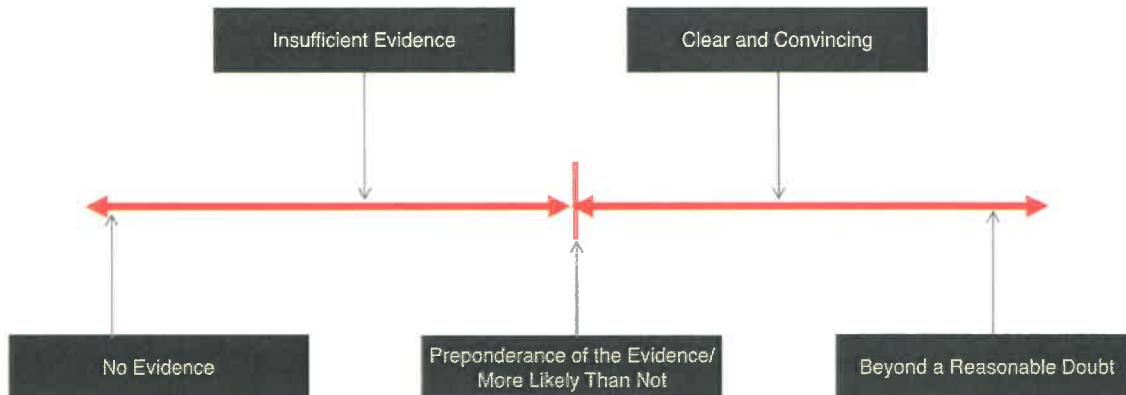 Insufficient Evidence
Clear and Convincing
No Evidence
Preponderance of the Evidence/
More Likely Than Not
Beyond a Reasonable Doubt